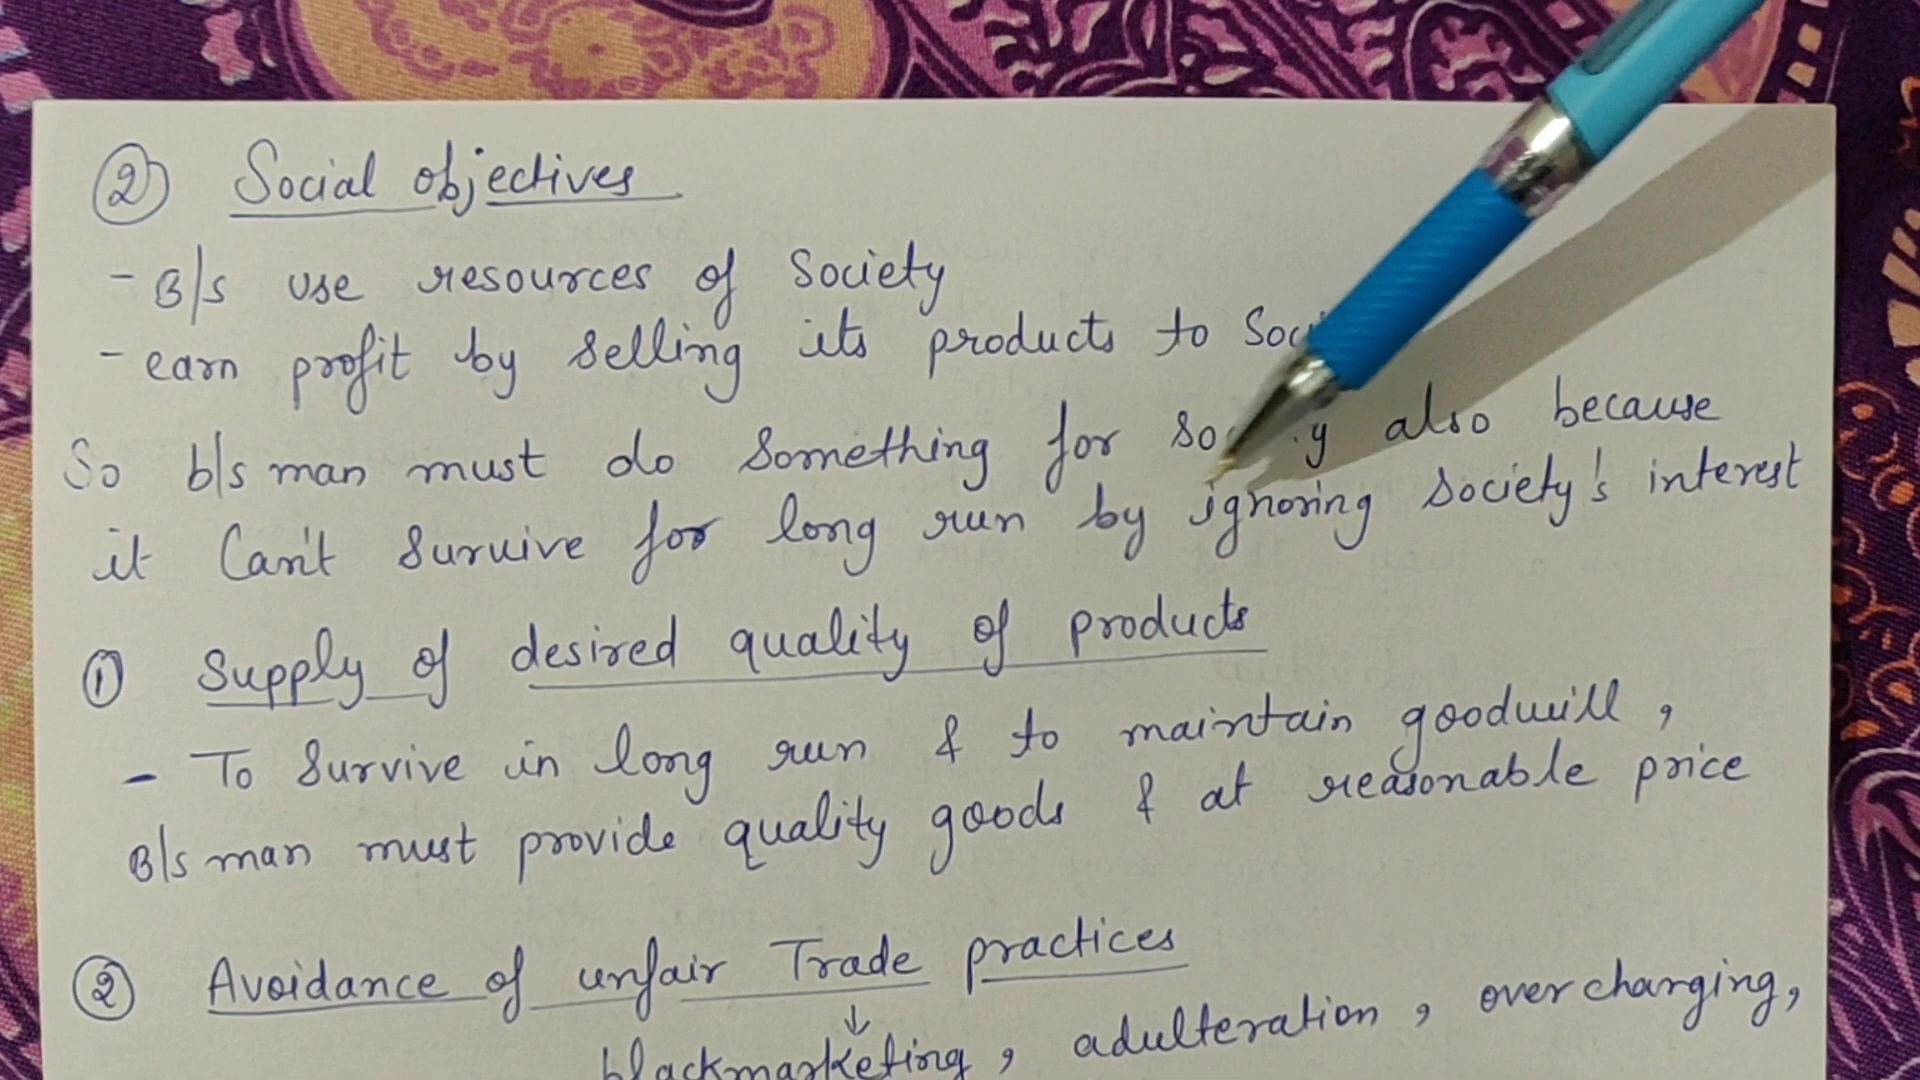 ② Social objectives
- B/s use resources of Society
- earn profit by selling its products to Soci
So b/s man must do something for so y also because
it Can't survive for long run by ignoring society's interest
① Supply of desired quality of products
- To survive in long run & to maintain goodwill,
B/s man must provide quality goods & at reasonable price
② Avoidance of unfair Trade practices
↓
blackmarketing, adulteration, overcharging,